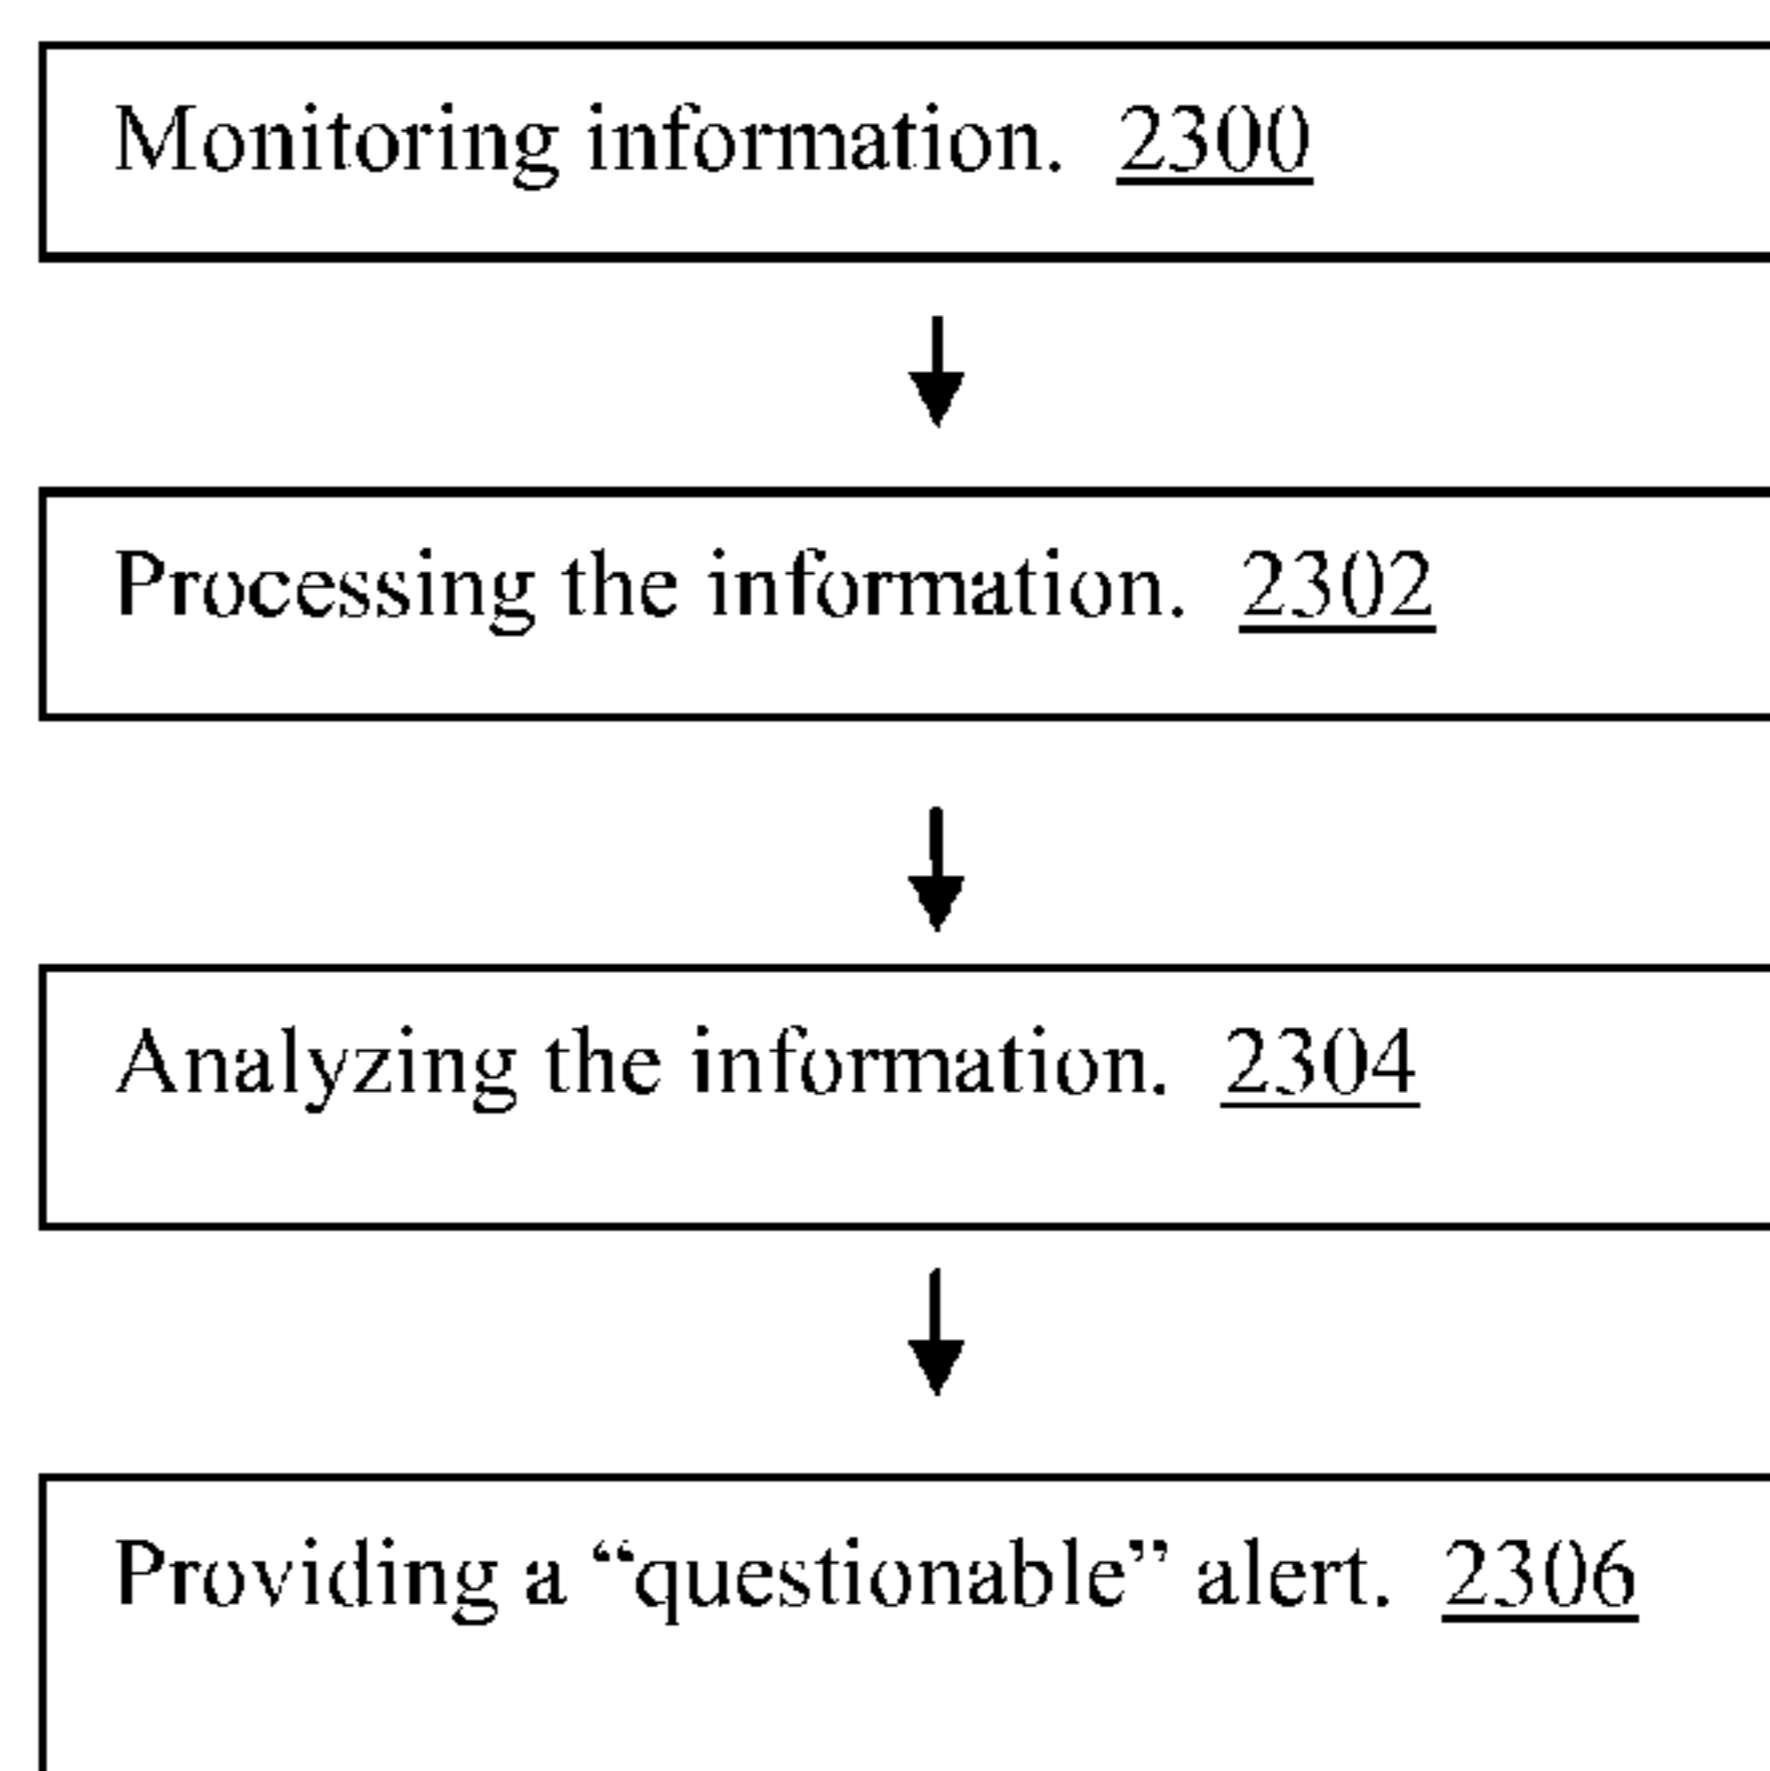 Monitoring information. 2300
Processing the information. 2302
Analyzing the information. 2304
Providing a “questionable” alert. 2306